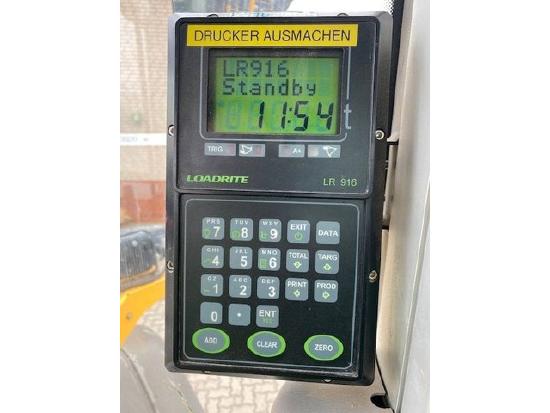 DRUCKER AUSMACHEN
LR916
Standby
11:54
t
TRIG A+
LOADRITE LR 916
PRS TUV WXY
7 8 9 EXIT DATA
GHI JKL MNO
4 5 6 TOTAL TARG
ABC DEF
1 2 3 PRINT PROD
0 * ENT
ADD CLEAR ZERO